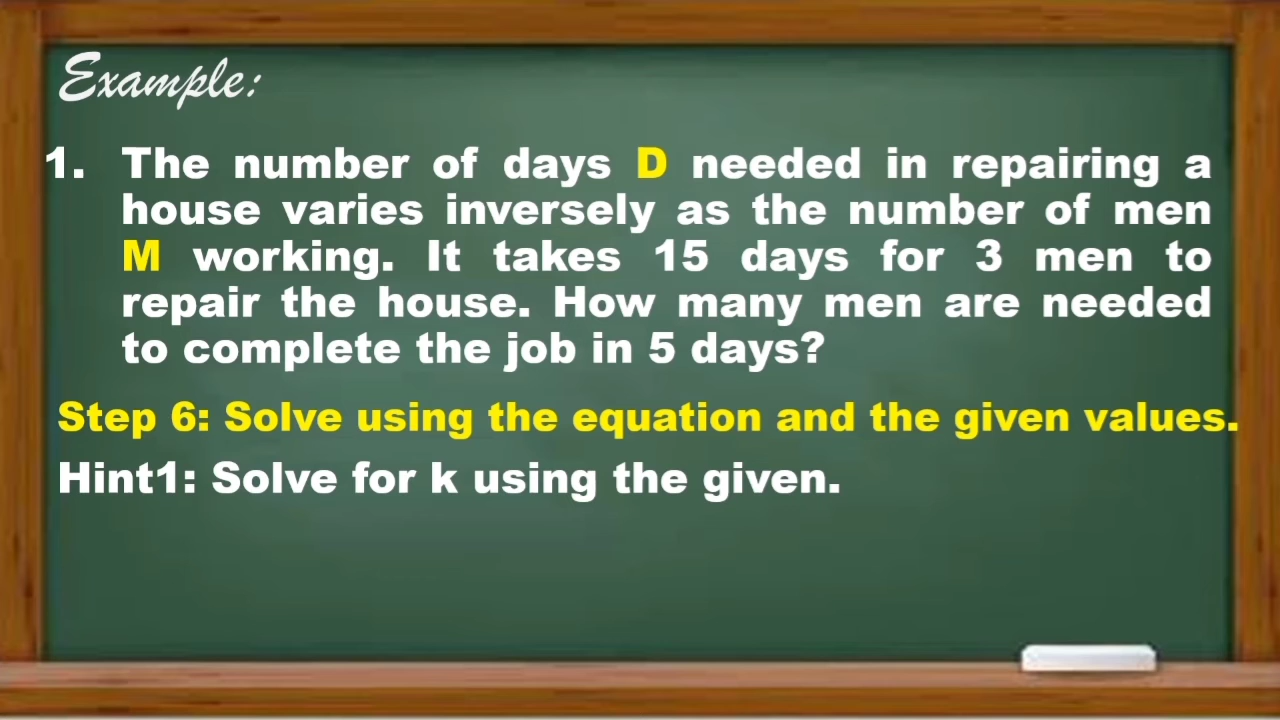 Example:
1. The number of days D needed in repairing a
house varies inversely as the number of men
M working. It takes 15 days for 3 men to
repair the house. How many men are needed
to complete the job in 5 days?
Step 6: Solve using the equation and the given values.
Hint1: Solve for k using the given.